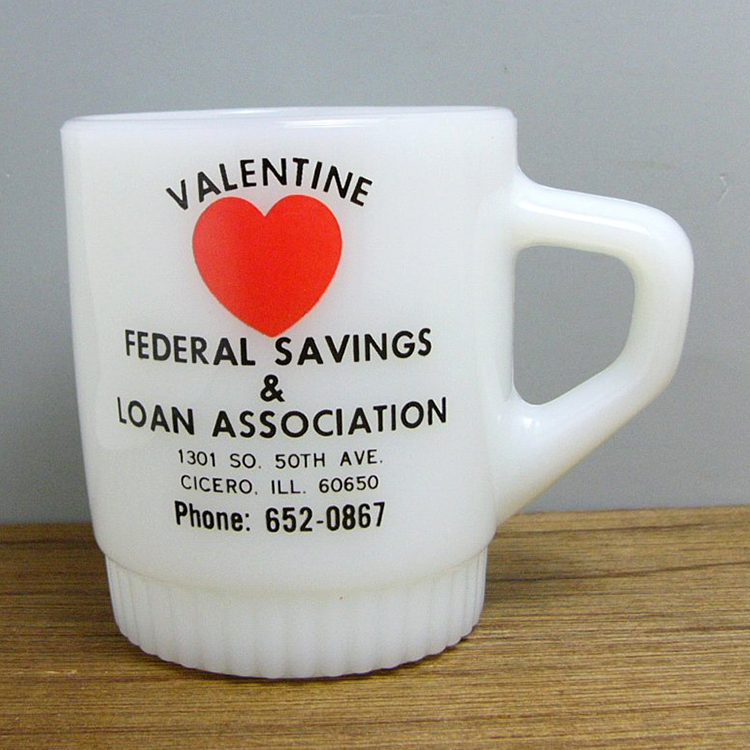 VALENTINE
FEDERAL SAVINGS
&
LOAN ASSOCIATION
1301 SO. 50TH AVE.
CICERO, ILL. 60650
Phone: 652-0867